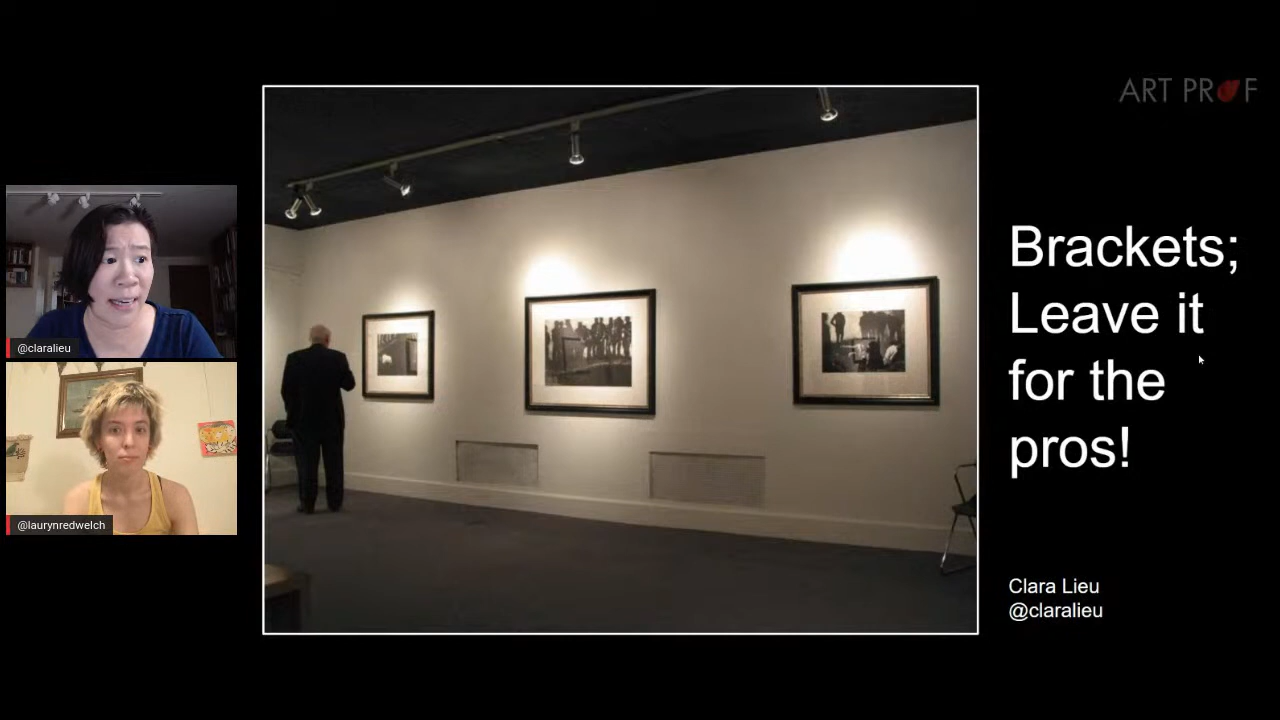 ART PROF
Brackets;
Leave it
for the
pros!
@claralieu
@laurynredwelch
Clara Lieu
@claralieu